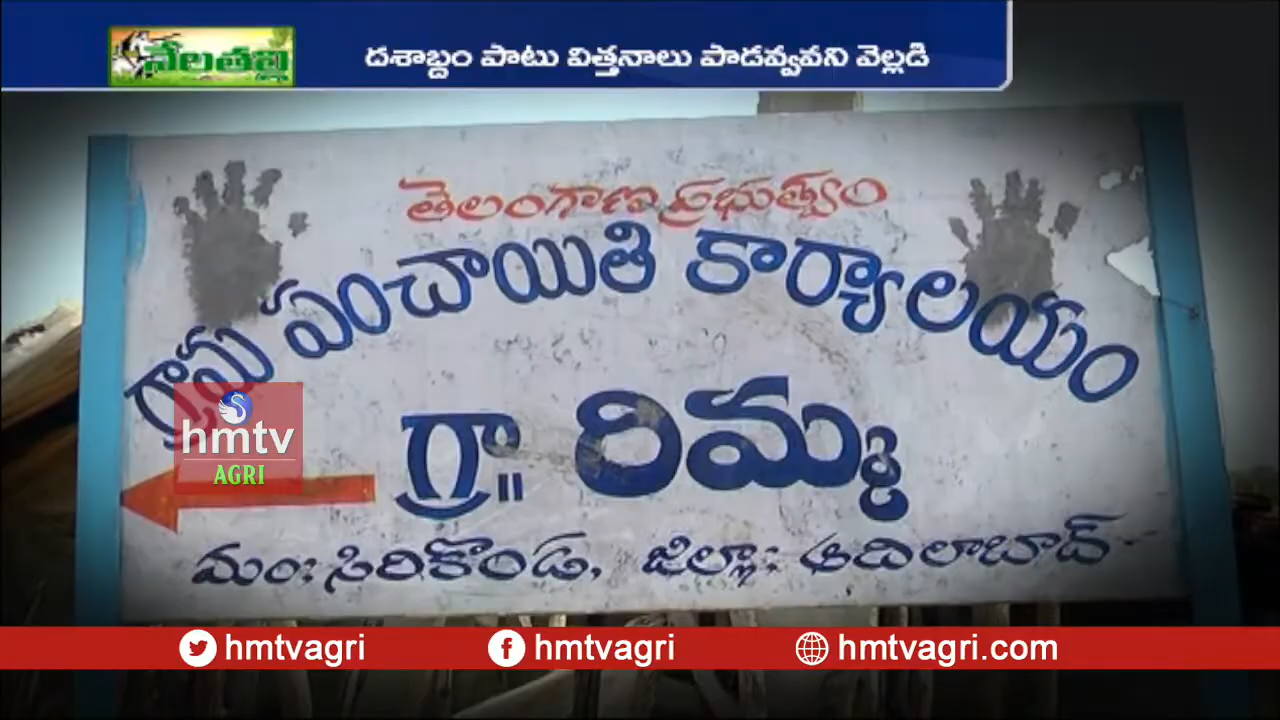 నేలతల్లి
దశాబ్దం పాటు విత్తనాలు పాడవ్వవని వెల్లడి
తెలంగాణ ప్రభుత్వం
గ్రామ పంచాయితి కార్యాలయం
గ్రా॥ రిమ్మ
మం: సిరికొండ, జిల్లా: ఆదిలాబాద్
hmtv
AGRI
hmtvagri
hmtvagri
hmtvagri.com